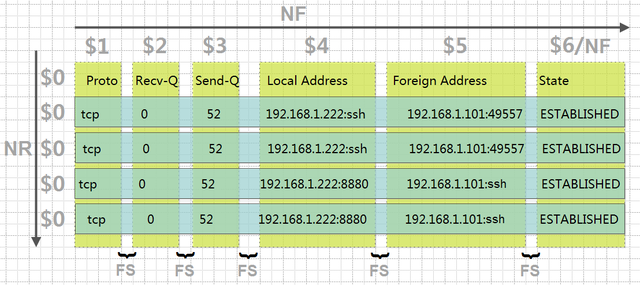 NF
$1 $2 $3 $4 $5 $6/NF
$0 Proto Recv-Q Send-Q Local Address Foreign Address State
$0 tcp 0 52 192.168.1.222:ssh 192.168.1.101:49557 ESTABLISHED
NR $0 tcp 0 52 192.168.1.222:ssh 192.168.1.101:49557 ESTABLISHED
$0 tcp 0 52 192.168.1.222:8880 192.168.1.101:ssh ESTABLISHED
$0 tcp 0 52 192.168.1.222:8880 192.168.1.101:ssh ESTABLISHED
FS FS FS FS FS